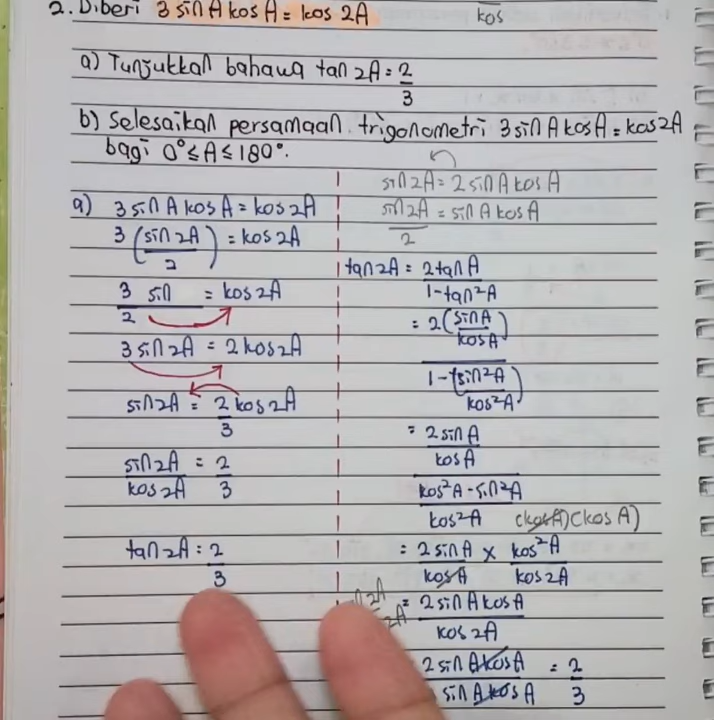 2. Diberi 3 sin A kos A = kos 2A
kos
a) Tunjukkan bahawa tan 2A = 2/3
b) Selesaikan persamaan trigonometri 3 sin A kos A = kos 2A
bagi 0° ≤ A ≤ 180°.
a) 3 sin A kos A = kos 2A
3 (sin 2A / 2) = kos 2A
3/2 sin = kos 2A
3 sin 2A = 2 kos 2A
sin 2A = 2/3 kos 2A
sin 2A / kos 2A = 2/3
tan 2A = 2/3
sin 2A = 2 sin A kos A
sin 2A / 2 = sin A kos A
tan 2A = 2 tan A / 1 - tan² A
= 2 (sin A / kos A) / 1 - (sin² A / kos² A)
= 2 sin A / kos A / kos² A - sin² A / kos² A
(kos A)(kos A)
= 2 sin A / kos A × kos² A / kos 2A
= 2 sin A kos A / kos 2A
2 sin A kos A / sin A kos A = 2/3